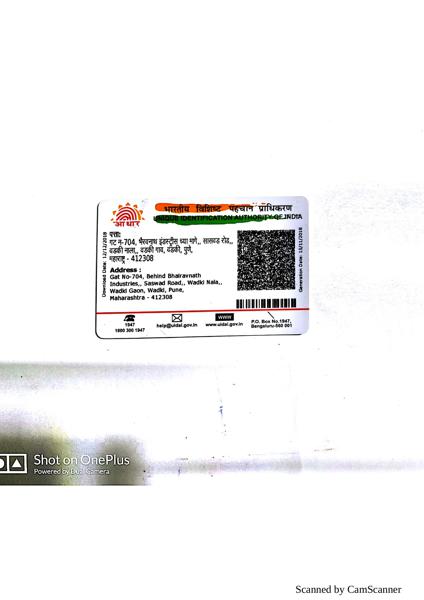 भारतीय विशिष्ट पहचान प्राधिकरण
UNIQUE IDENTIFICATION AUTHORITY OF INDIA
आधार
पत्ता:
गट न-704, भैरवनाथ इंडस्ट्रीस च्या मागे,, सासवड रोड,,
वडकी नाला,, वडकी गाव, वडकी, पुणे,
महाराष्ट्र - 412308
Address :
Gat No-704, Behind Bhairavnath
Industries,, Saswad Road,, Wadki Nala,,
Wadki Gaon, Wadki, Pune,
Maharashtra - 412308
Download Date: 12/12/2018
Generation Date: 13/11/2018
1947
1800 300 1947
help@uidai.gov.in
WWW
www.uidai.gov.in
P.O. Box No.1947,
Bengaluru-560 001
Shot on OnePlus
Powered by Dual Camera
Scanned by CamScanner